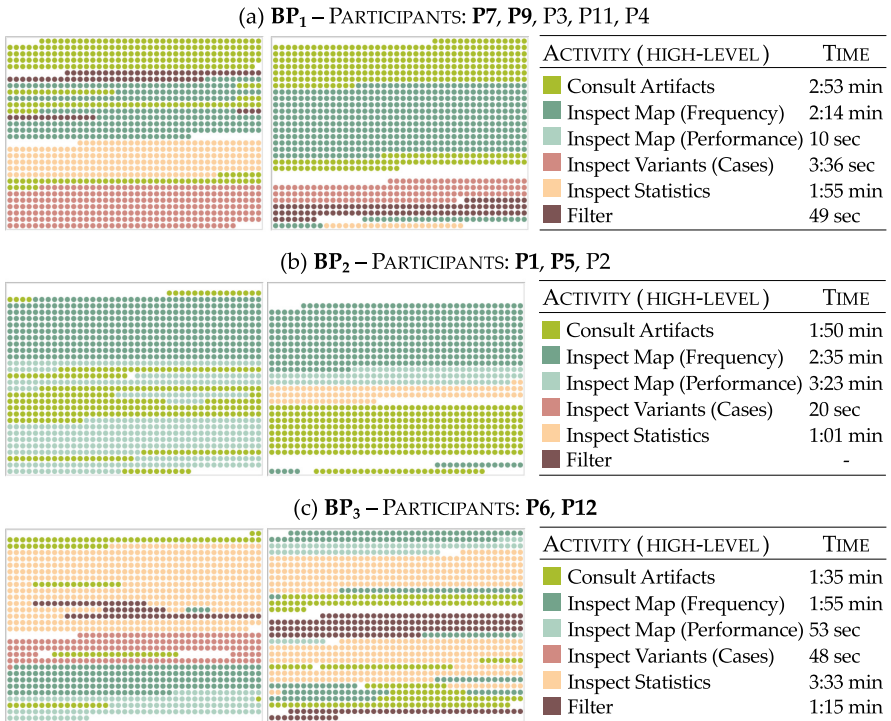 (a) BP1 – PARTICIPANTS: P7, P9, P3, P11, P4
ACTIVITY (HIGH-LEVEL) TIME
Consult Artifacts 2:53 min
Inspect Map (Frequency) 2:14 min
Inspect Map (Performance) 10 sec
Inspect Variants (Cases) 3:36 sec
Inspect Statistics 1:55 min
Filter 49 sec
(b) BP2 – PARTICIPANTS: P1, P5, P2
ACTIVITY (HIGH-LEVEL) TIME
Consult Artifacts 1:50 min
Inspect Map (Frequency) 2:35 min
Inspect Map (Performance) 3:23 min
Inspect Variants (Cases) 20 sec
Inspect Statistics 1:01 min
Filter -
(c) BP3 – PARTICIPANTS: P6, P12
ACTIVITY (HIGH-LEVEL) TIME
Consult Artifacts 1:35 min
Inspect Map (Frequency) 1:55 min
Inspect Map (Performance) 53 sec
Inspect Variants (Cases) 48 sec
Inspect Statistics 3:33 min
Filter 1:15 min